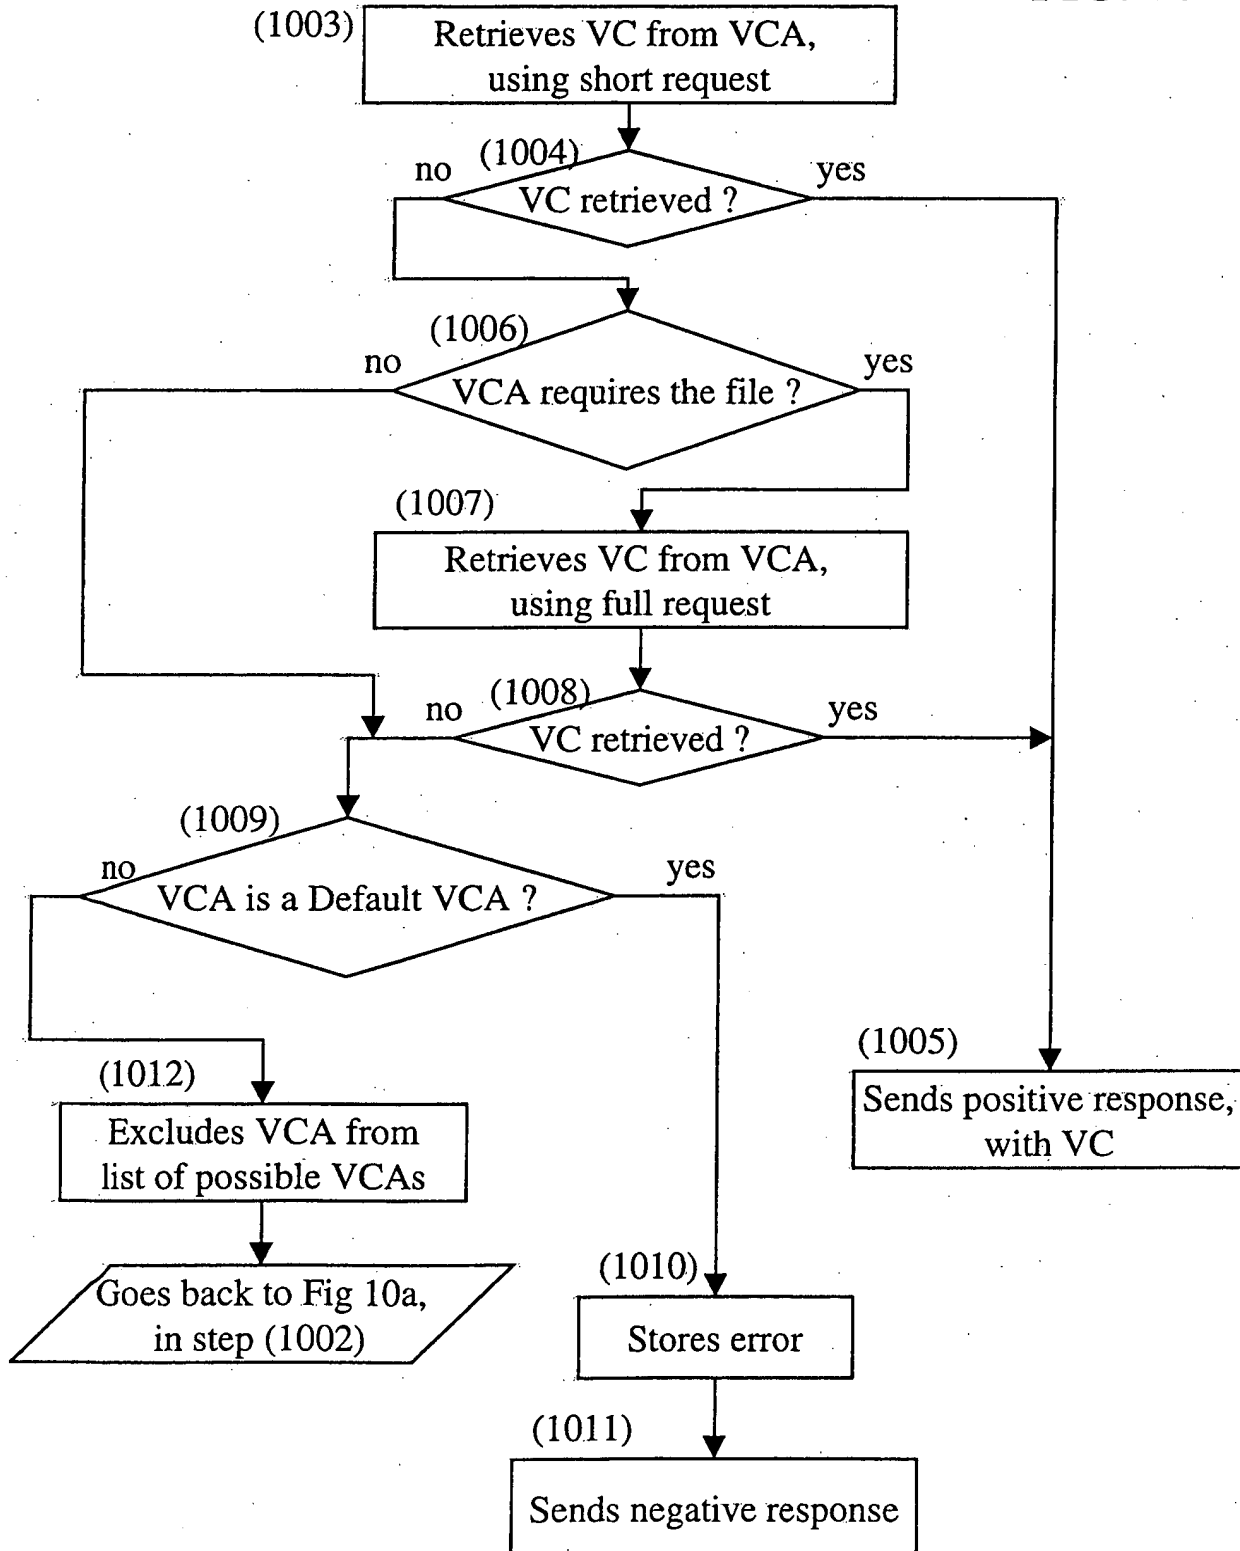 (1003)
Retrieves VC from VCA,
using short request
(1004)
no
yes
VC retrieved ?
(1006)
no
yes
VCA requires the file ?
(1007)
Retrieves VC from VCA,
using full request
(1008)
no
yes
VC retrieved ?
(1009)
no
yes
VCA is a Default VCA ?
(1005)
Sends positive response,
with VC
(1012)
Excludes VCA from
list of possible VCAs
Goes back to Fig 10a,
in step (1002)
(1010)
Stores error
(1011)
Sends negative response